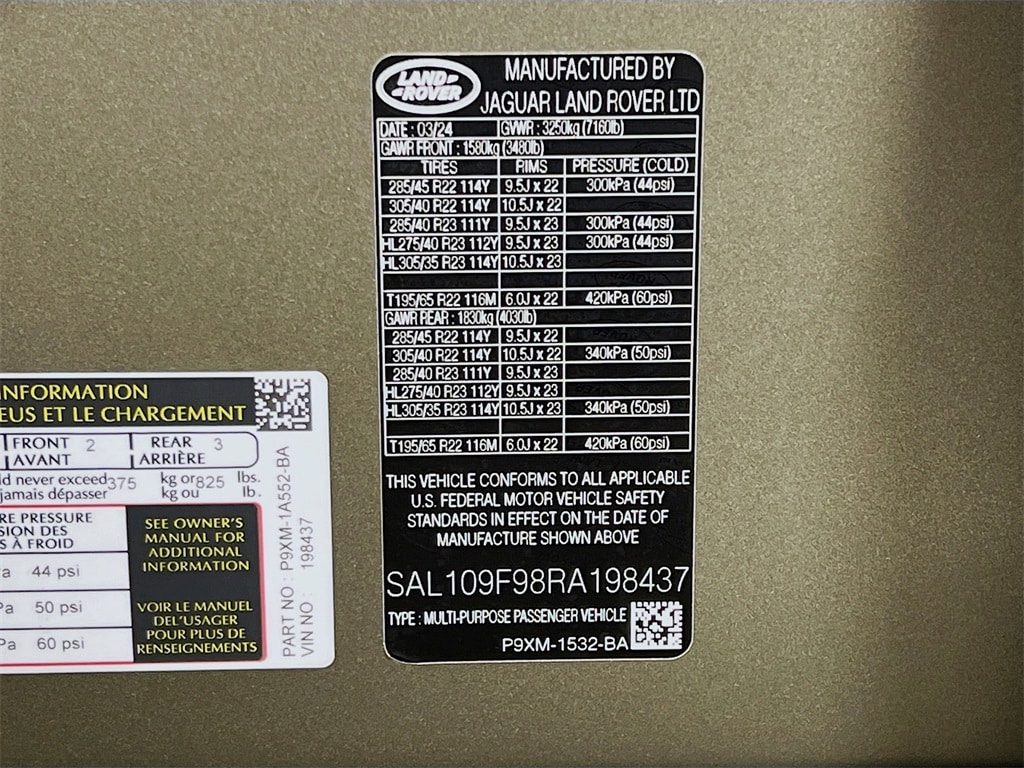 LAND ROVER
MANUFACTURED BY
JAGUAR LAND ROVER LTD
DATE : 03/24 GVWR : 3250kg (7160lb)
GAWR FRONT : 1580kg (3480lb)
TIRES RIMS PRESSURE (COLD)
285/45 R22 114Y 9.5J x 22 300kPa (44psi)
305/40 R22 114Y 10.5J x 22
285/40 R23 111Y 9.5J x 23 300kPa (44psi)
HL275/40 R23 112Y 9.5J x 23 300kPa (44psi)
HL305/35 R23 114Y 10.5J x 23
T195/65 R22 116M 6.0J x 22 420kPa (60psi)
GAWR REAR : 1830kg (4030lb)
285/45 R22 114Y 9.5J x 22
305/40 R22 114Y 10.5J x 22 340kPa (50psi)
285/40 R23 111Y 9.5J x 23
HL275/40 R23 112Y 9.5J x 23
HL305/35 R23 114Y 10.5J x 23 340kPa (50psi)
T195/65 R22 116M 6.0J x 22 420kPa (60psi)
THIS VEHICLE CONFORMS TO ALL APPLICABLE
U.S. FEDERAL MOTOR VEHICLE SAFETY
STANDARDS IN EFFECT ON THE DATE OF
MANUFACTURE SHOWN ABOVE
SAL109F98RA198437
TYPE : MULTI-PURPOSE PASSENGER VEHICLE
P9XM-1532-BA
INFORMATION
EUS ET LE CHARGEMENT
FRONT 2 REAR 3
AVANT ARRIÈRE
ld never exceed 375 kg or 825 lbs.
jamais dépasser kg ou lb.
RE PRESSURE
SION DES
S À FROID
a 44 psi
Pa 50 psi
Pa 60 psi
SEE OWNER'S
MANUAL FOR
ADDITIONAL
INFORMATION
VOIR LE MANUEL
DEL'USAGER
POUR PLUS DE
RENSEIGNEMENTS
PART NO : P9XM-1A552-BA
VIN NO : 198437